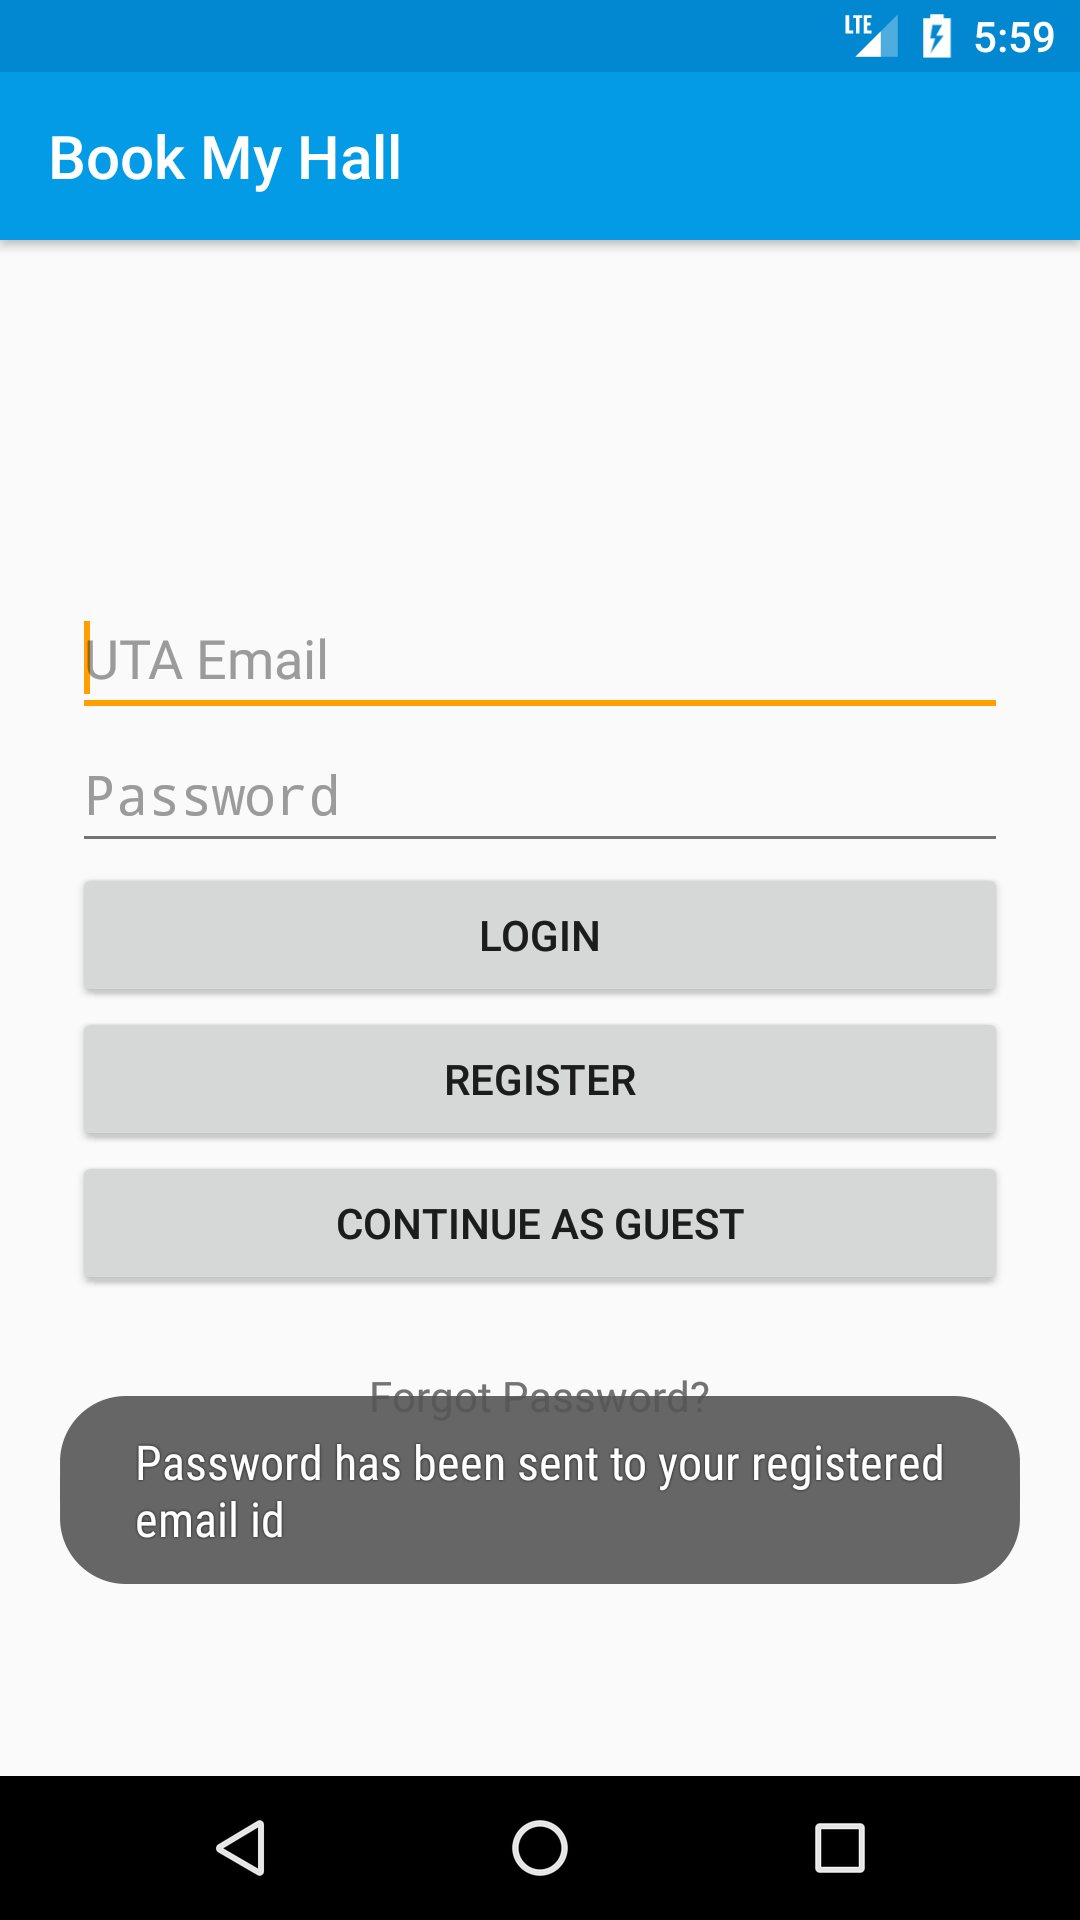 LTE 5:59
Book My Hall
UTA Email
Password
LOGIN
REGISTER
CONTINUE AS GUEST
Forgot Password?
Password has been sent to your registered
email id